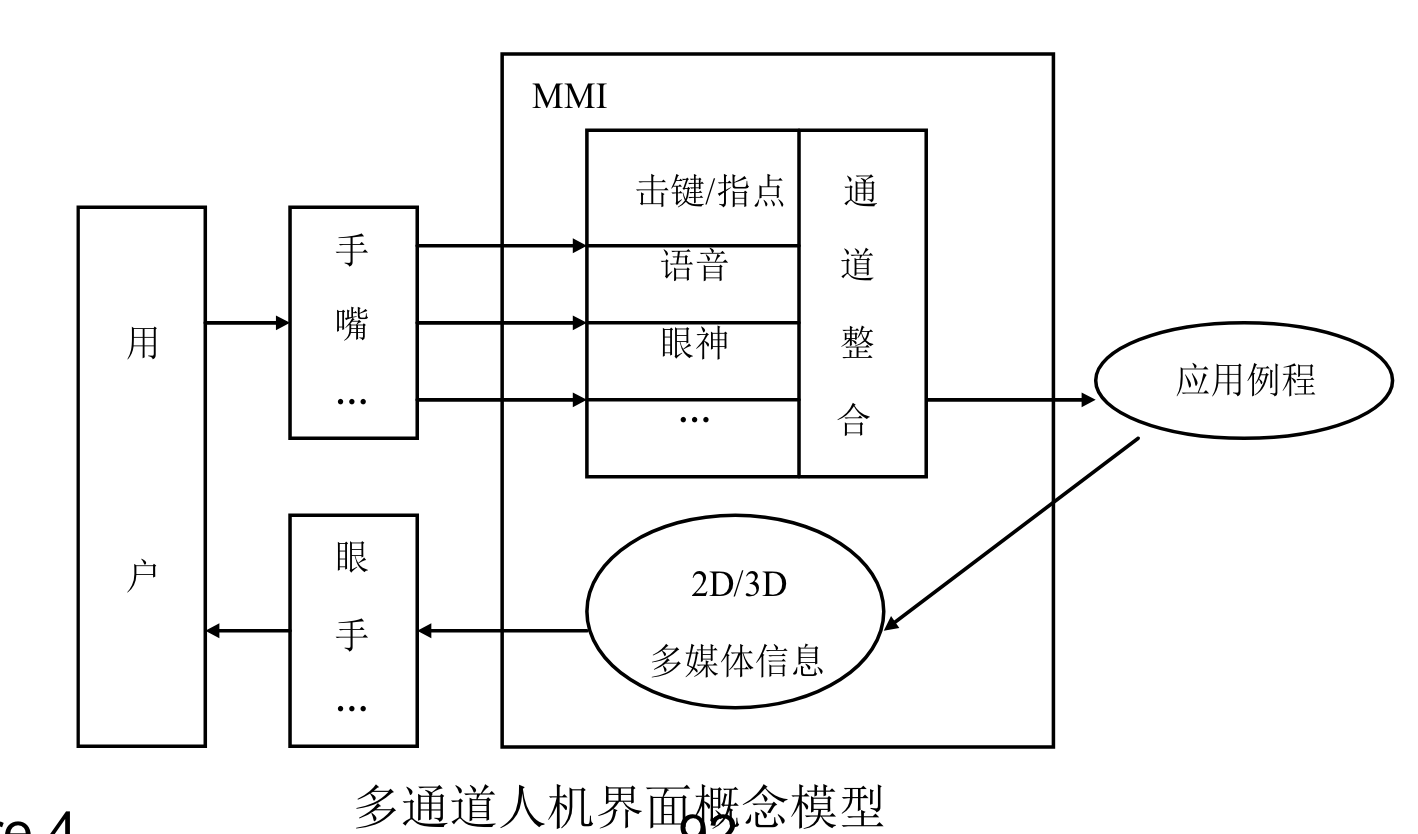 MMI
用
户
手
嘴
...
击键/指点
语音
眼神
...
通
道
整
合
应用例程
眼
手
...
2D/3D
多媒体信息
多通道人机界面概念模型
re 4
92